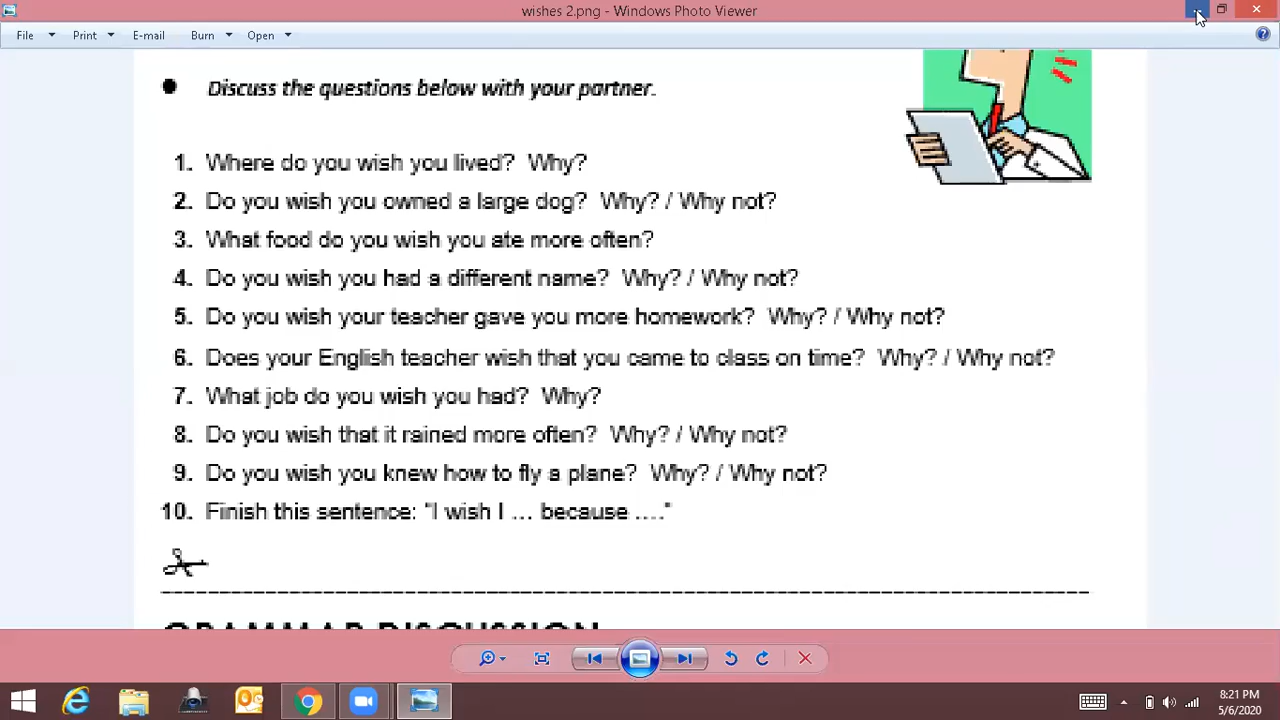 wishes 2.png - Windows Photo Viewer
File Print E-mail Burn Open
Discuss the questions below with your partner.
1. Where do you wish you lived? Why?
2. Do you wish you owned a large dog? Why? / Why not?
3. What food do you wish you ate more often?
4. Do you wish you had a different name? Why? / Why not?
5. Do you wish your teacher gave you more homework? Why? / Why not?
6. Does your English teacher wish that you came to class on time? Why? / Why not?
7. What job do you wish you had? Why?
8. Do you wish that it rained more often? Why? / Why not?
9. Do you wish you knew how to fly a plane? Why? / Why not?
10. Finish this sentence: "I wish I ... because ...."
GRAMMAR DISCUSSION
8:21 PM
5/6/2020